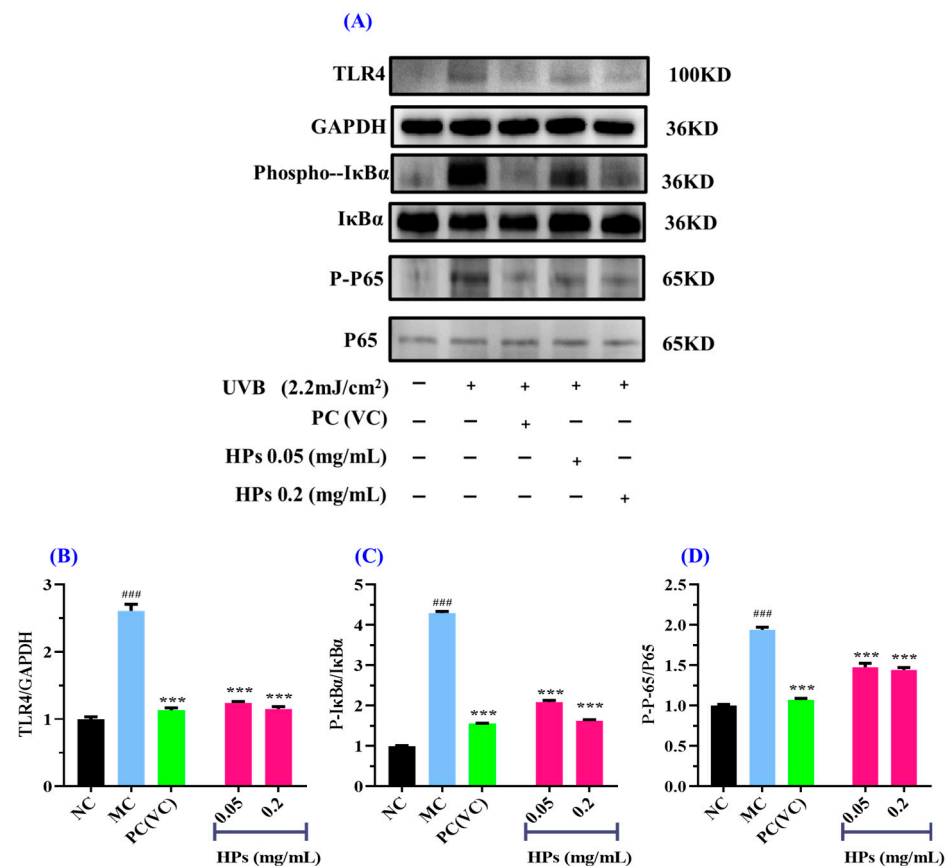 (A)
TLR4 100KD
GAPDH 36KD
Phospho--IκBα 36KD
IκBα 36KD
P-P65 65KD
P65 65KD
UVB (2.2mJ/cm²) − + + + +
PC (VC) − − + − −
HPs 0.05 (mg/mL) − − − + −
HPs 0.2 (mg/mL) − − − − +
(B)
TLR4/GAPDH
3
2
1
0
###
***
***
***
NC
MC
PC(VC)
0.05
0.2
HPs (mg/mL)
(C)
P-IκBα/IκBα
5
4
3
2
1
0
###
***
***
***
NC
MC
PC(VC)
0.05
0.2
HPs (mg/mL)
(D)
P-P-65/P65
2.5
2.0
1.5
1.0
0.5
0.0
###
***
***
***
NC
MC
PC(VC)
0.05
0.2
HPs (mg/mL)